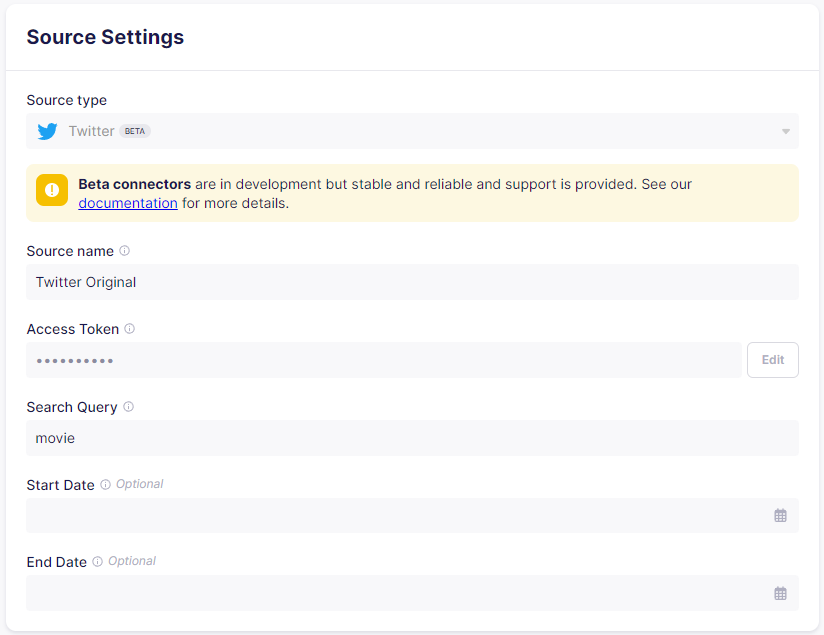 Source Settings
Source type
Twitter BETA
Beta connectors are in development but stable and reliable and support is provided. See our
documentation for more details.
Source name
Twitter Original
Access Token
••••••••••
Edit
Search Query
movie
Start Date Optional
End Date Optional